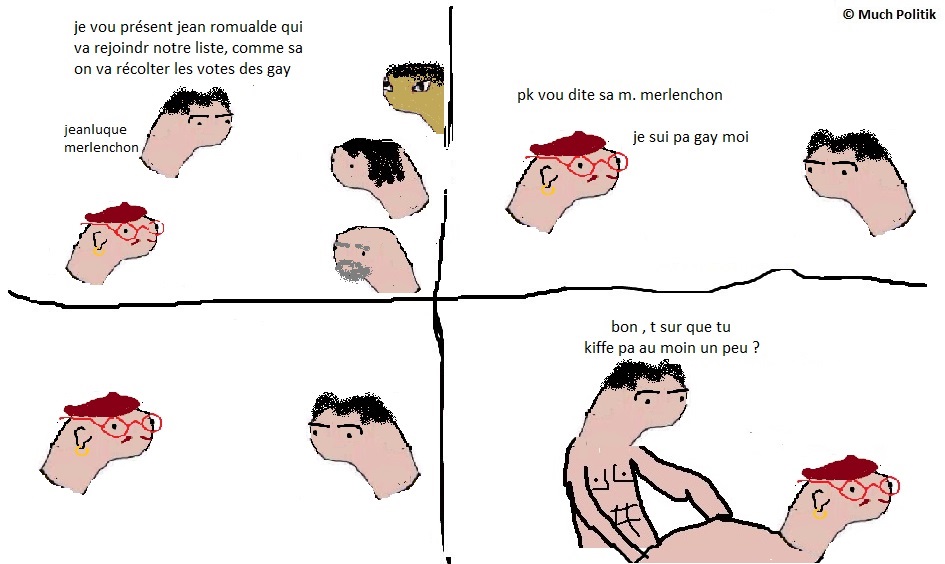 je vou présent jean romualde qui
va rejoindr notre liste, comme sa
on va récolter les votes des gay
jeanluque
merlenchon
© Much Politik
pk vou dite sa m. merlenchon
je sui pa gay moi
bon , t sur que tu
kiffe pa au moin un peu ?